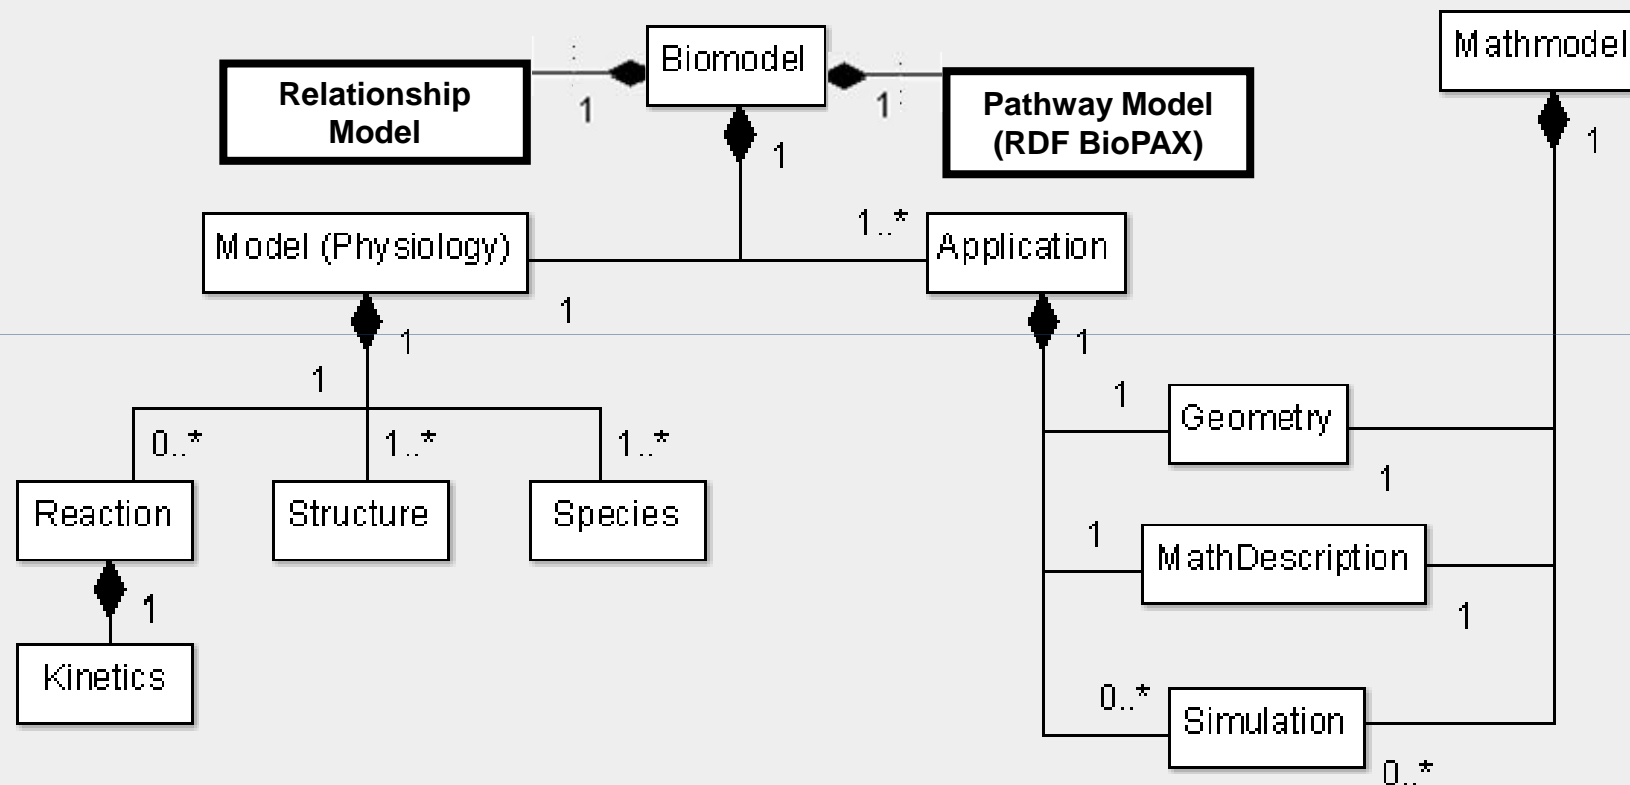 Biomodel
Mathmodel
Relationship
Model
1
1
Pathway Model
(RDF BioPAX)
1
1
Model (Physiology)
1..*
Application
1
1
1
1
1
Geometry
1
0..*
1..*
1..*
Reaction
Structure
Species
1
MathDescription
1
1
Kinetics
0..*
Simulation
0..*